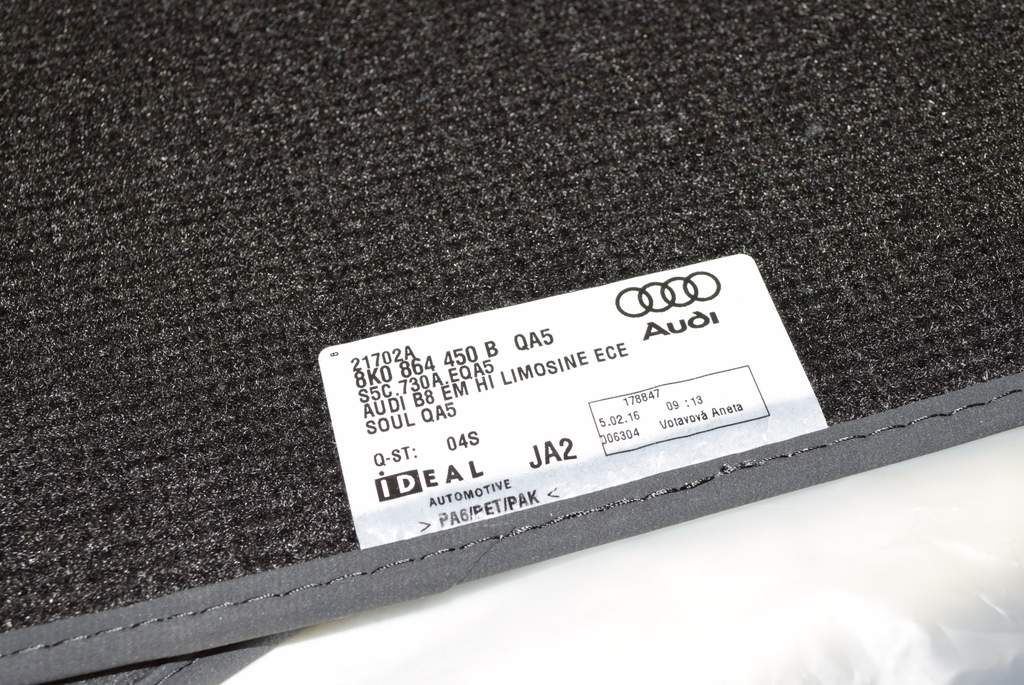 Audi
8
21702A
8K0 864 450 B QA5
S5C.730A.EQA5
AUDI B8 EM HI LIMOSINE ECE
SOUL QA5
178847
5.02.16 09:13
006304 Votavová Aneta
Q-ST: 04S
iDEAL JA2
AUTOMOTIVE
> PA6/PET/PAK <